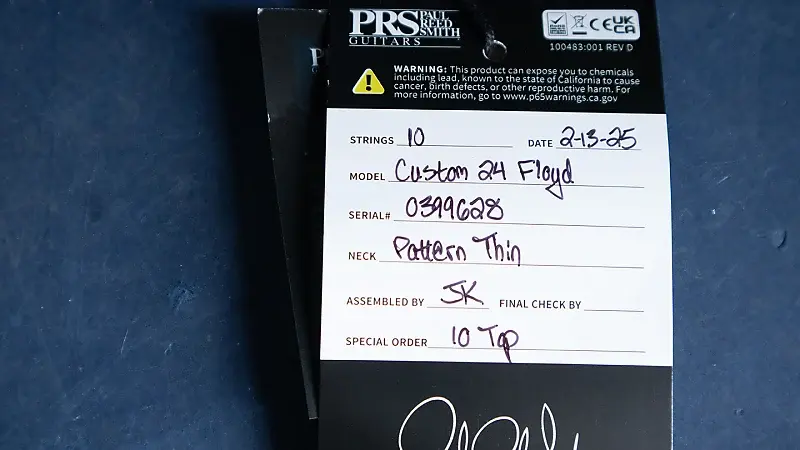 PRS PAUL REED SMITH
GUITARS
CE UK CA
100483:001 REV D
WARNING: This product can expose you to chemicals
including lead, known to the state of California to cause
cancer, birth defects, or other reproductive harm. For
more information, go to www.p65warnings.ca.gov
STRINGS 10 DATE 2-13-25
MODEL Custom 24 Floyd
SERIAL# 0399628
NECK Pattern Thin
ASSEMBLED BY JK FINAL CHECK BY
SPECIAL ORDER 10 Top